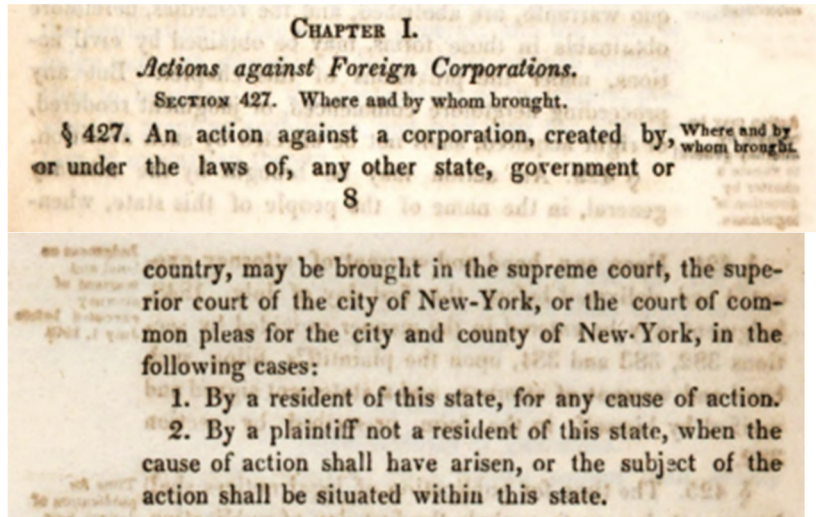 CHAPTER I.
Actions against Foreign Corporations.
SECTION 427. Where and by whom brought.
§ 427. An action against a corporation, created by, Where and by
whom brought.
or under the laws of, any other state, government or
8
country, may be brought in the supreme court, the supe-
rior court of the city of New-York, or the court of com-
mon pleas for the city and county of New-York, in the
following cases:
1. By a resident of this state, for any cause of action.
2. By a plaintiff not a resident of this state, when the
cause of action shall have arisen, or the subject of the
action shall be situated within this state.